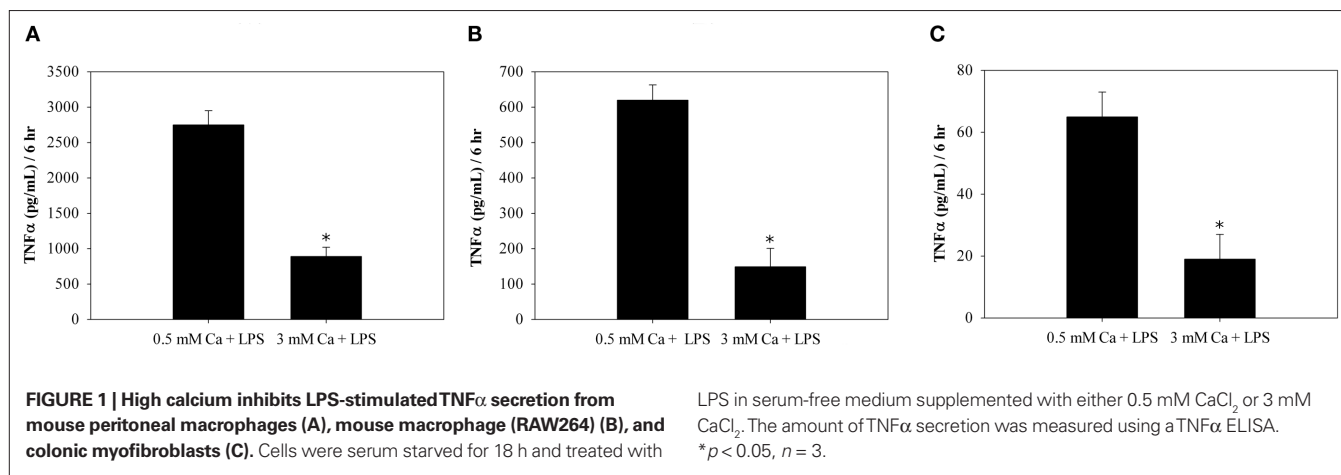 A
TNFα (pg/mL) / 6 hr
3500
3000
2500
2000
1500
1000
500
0
*
0.5 mM Ca + LPS 3 mM Ca + LPS
B
TNFα (pg/mL) / 6 hr
700
600
500
400
300
200
100
0
*
0.5 mM Ca + LPS 3 mM Ca + LPS
C
TNFα (pg/mL) / 6 hr
80
60
40
20
0
*
0.5 mM Ca + LPS 3 mM Ca + LPS
FIGURE 1 | High calcium inhibits LPS-stimulated TNFα secretion from
mouse peritoneal macrophages (A), mouse macrophage (RAW264) (B), and
colonic myofibroblasts (C). Cells were serum starved for 18 h and treated with
LPS in serum-free medium supplemented with either 0.5 mM CaCl₂ or 3 mM
CaCl₂. The amount of TNFα secretion was measured using a TNFα ELISA.
*p < 0.05, n = 3.